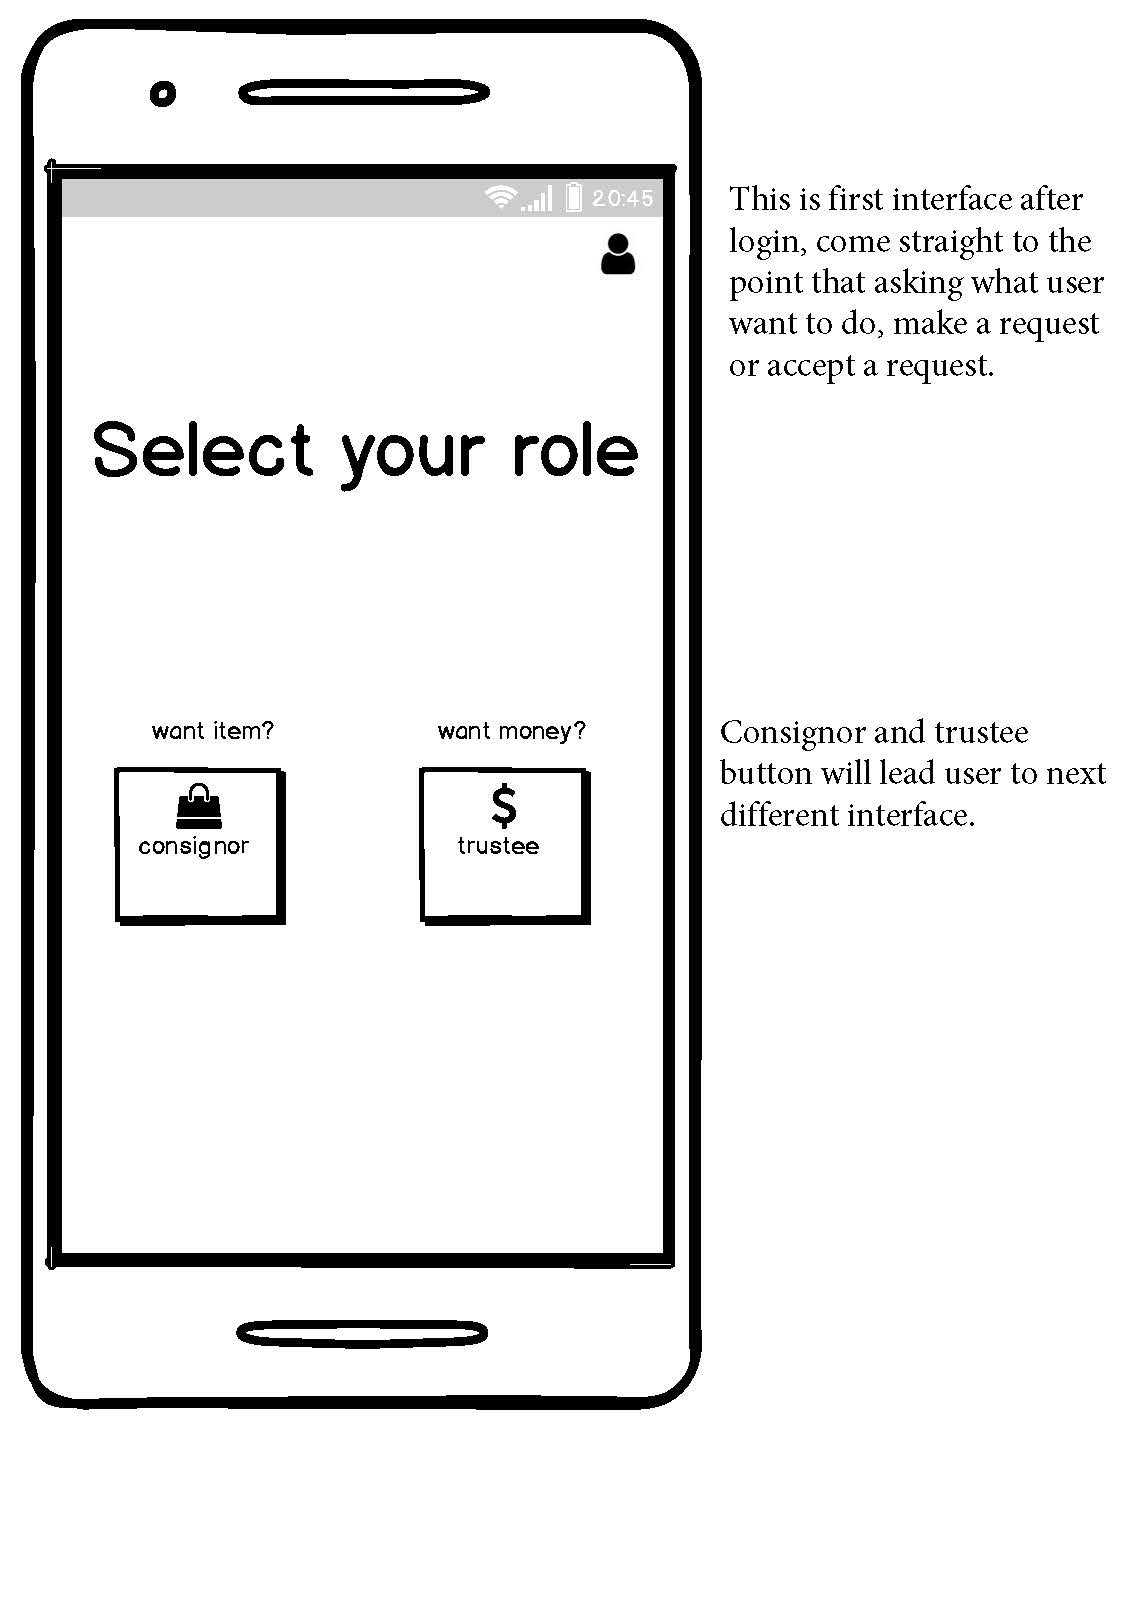 20:45
This is first interface after
login, come straight to the
point that asking what user
want to do, make a request
or accept a request.
Select your role
want item?
want money?
$
consignor
trustee
Consignor and trustee
button will lead user to next
different interface.